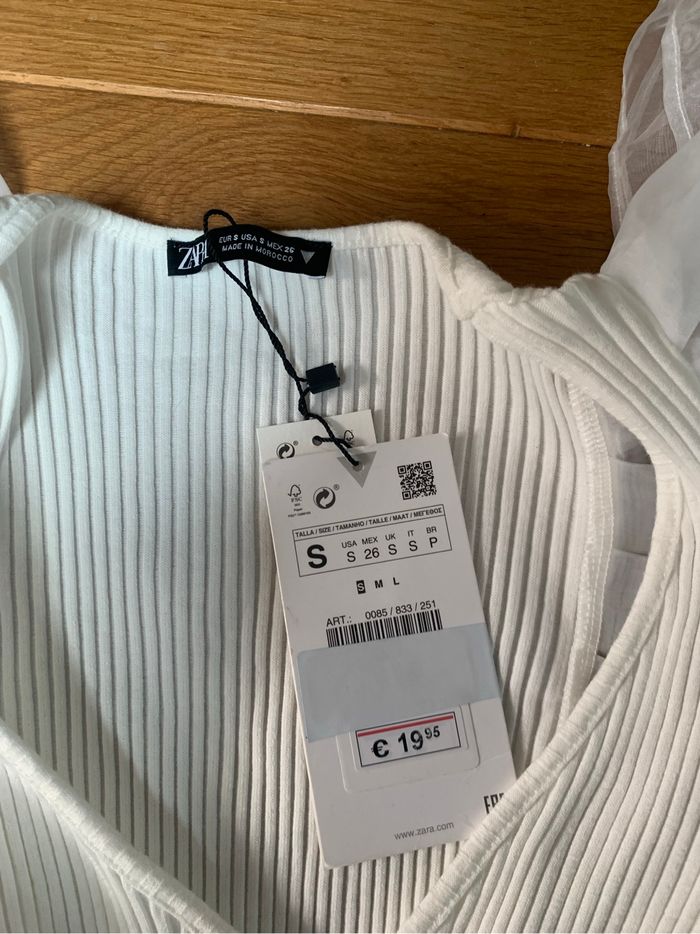 ZARA
EUR S USA S MEX 26
MADE IN MOROCCO
FSC
TALLA / SIZE / TAMANHO / TAILLE / MAAT / ΜΕΓΕΘΟΣ
S
USA MEX UK IT BR
S 26 S S P
S M L
ART.: 0085 / 833 / 251
€ 19 95
www.zara.com